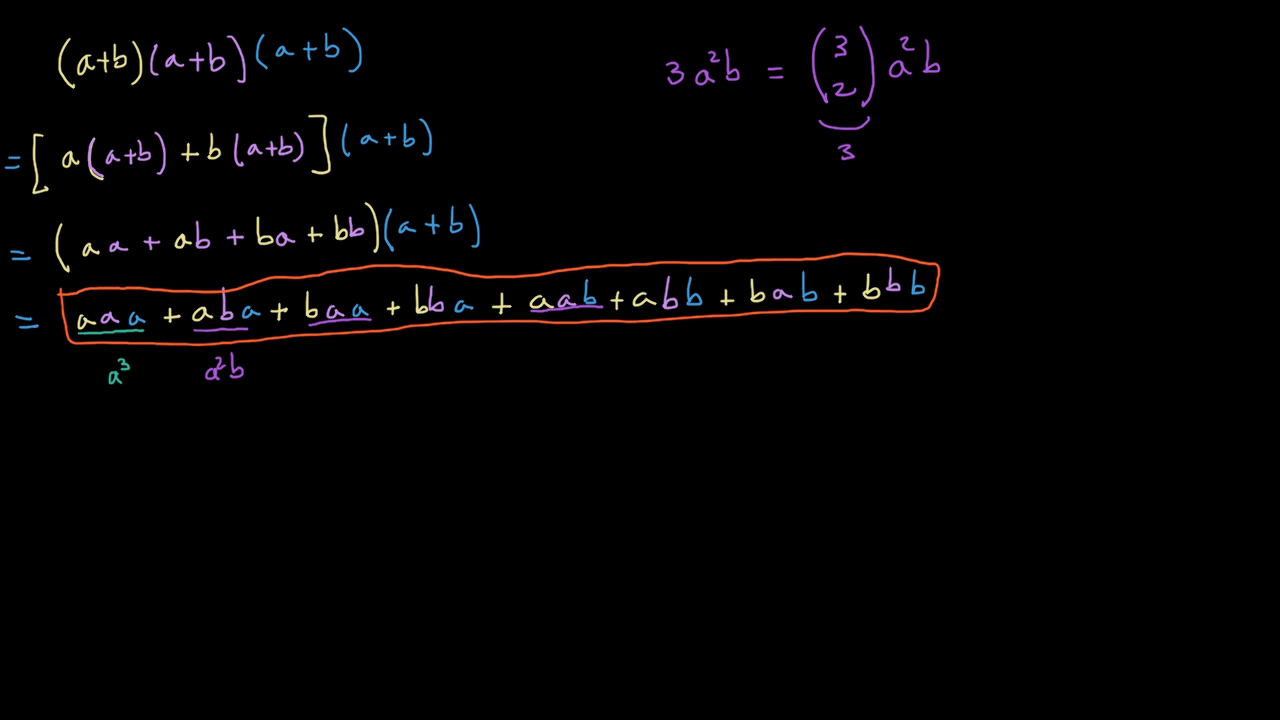 (a+b)(a+b)(a+b)
= [a(a+b) + b(a+b)](a+b)
= (aa + ab + ba + bb)(a+b)
= aaa + aba + baa + bba + aab + abb + bab + bbb
a³ a²b
3a²b = (3 2) a²b
3